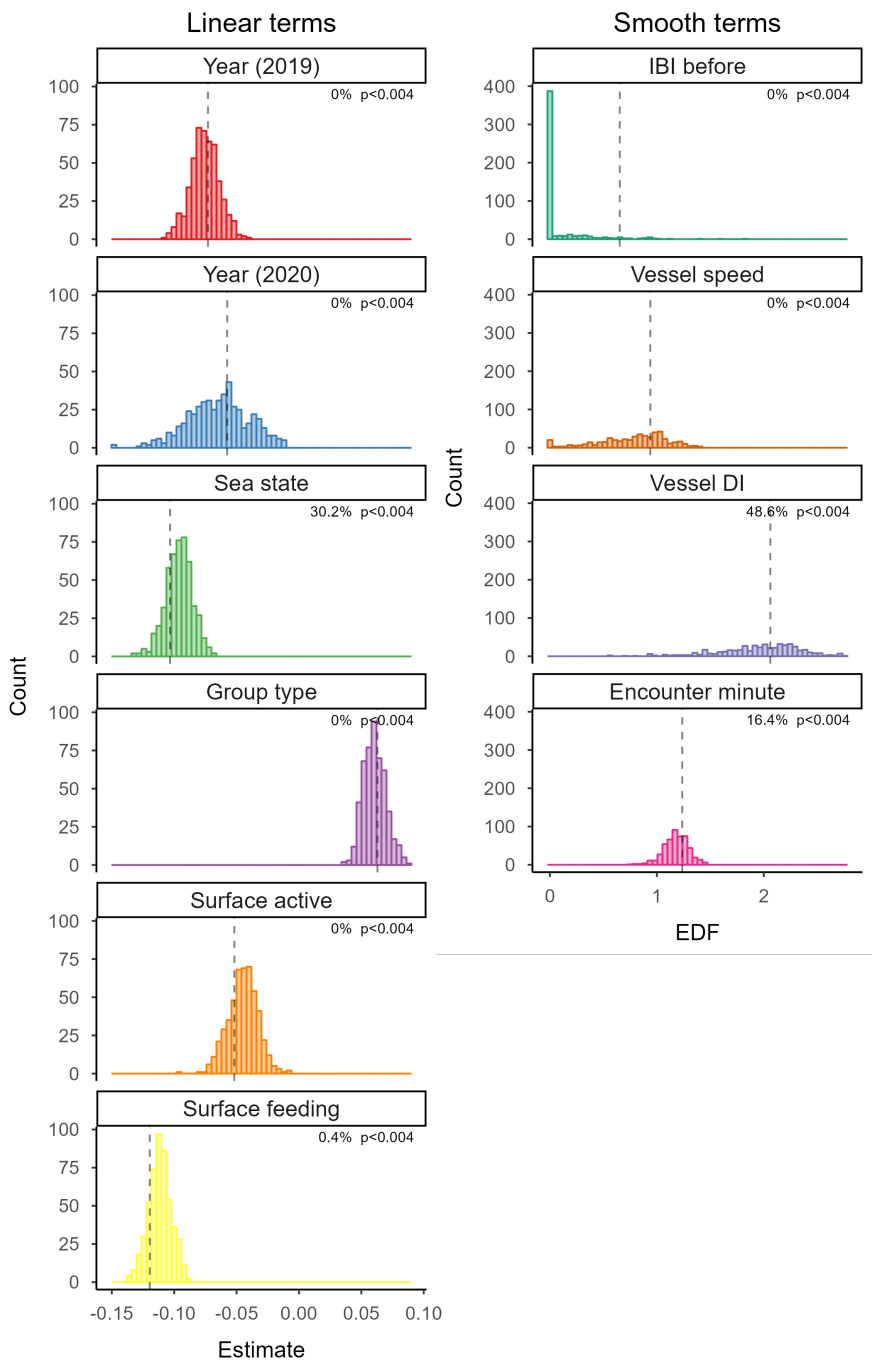 Linear terms
Year (2019)
0% p<0.004
100
75
50
25
0
Year (2020)
0% p<0.004
100
75
50
25
0
Sea state
30.2% p<0.004
100
75
50
25
0
Group type
0% p<0.004
100
75
50
25
0
Surface active
0% p<0.004
100
75
50
25
0
Surface feeding
0.4% p<0.004
100
75
50
25
0
-0.15 -0.10 -0.05 0.00 0.05 0.10
Estimate
Count
Smooth terms
IBI before
0% p<0.004
400
300
200
100
0
Vessel speed
0% p<0.004
400
300
200
100
0
Vessel DI
48.6% p<0.004
400
300
200
100
0
Encounter minute
16.4% p<0.004
400
300
200
100
0
0 1 2
EDF
Count